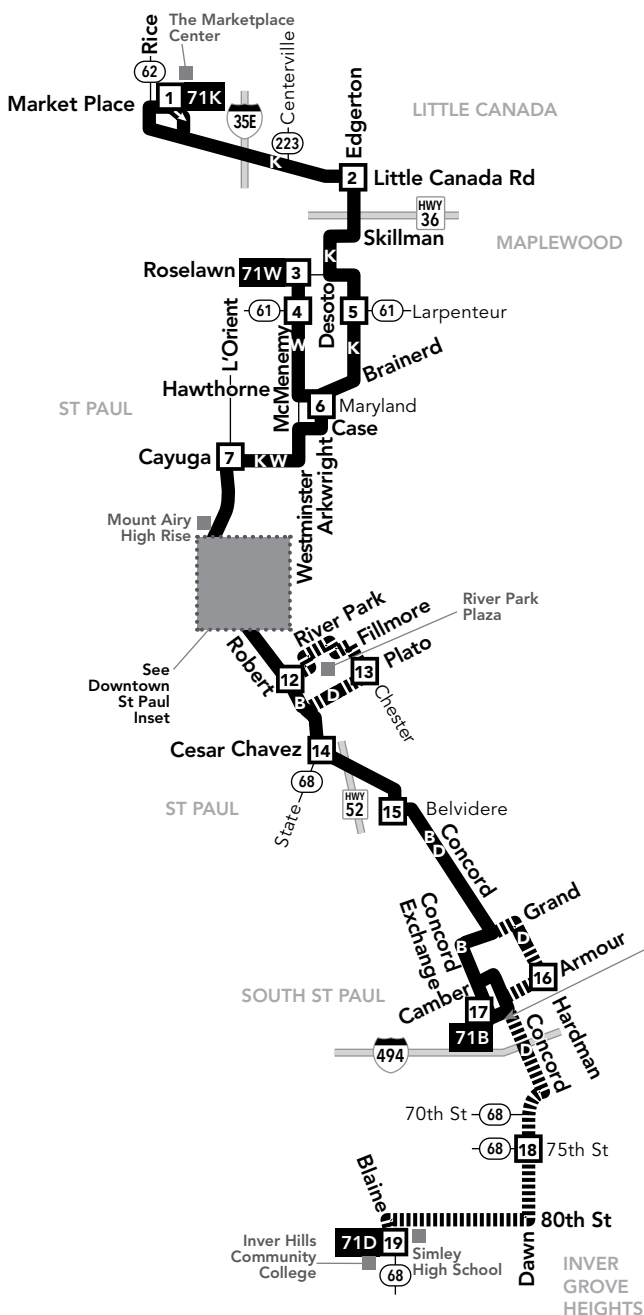 The Marketplace
Center
Rice
62
1
71K
Market Place
35E
Centerville
223
K
LITTLE CANADA
Edgerton
2
Little Canada Rd
HWY
36
Skillman
MAPLEWOOD
K
Roselawn
71W
3
61
4
Desoto
5
61
Larpenteur
L'Orient
McMenemy
W
K
Brainerd
Hawthorne
6
Maryland
ST PAUL
Case
Cayuga
7
K W
Westminster
Arkwright
Mount Airy
High Rise
See
Downtown
St Paul
Inset
Robert
River Park
Fillmore
River Park
Plaza
12
13
Plato
B
D
Chester
Cesar Chavez
14
68
State
HWY
52
ST PAUL
15
Belvidere
B
D
Concord
Grand
D
Concord
Exchange
B
16
Armour
SOUTH ST PAUL
Camber
17
71B
Hardman
494
D
Concord
70th St
68
68
18
75th St
Blaine
80th St
71D
19
Inver Hills
Community
College
Simley
High School
68
Dawn
INVER
GROVE
HEIGHTS